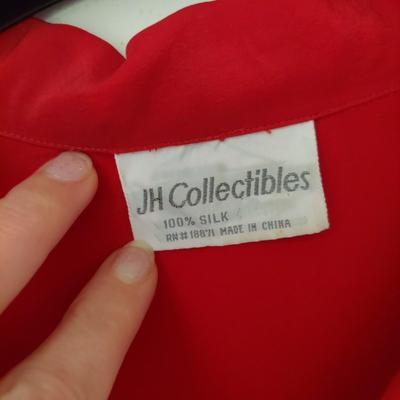 JH Collectibles
100% SILK
RN#18871 MADE IN CHINA